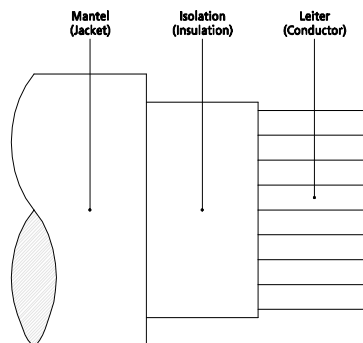 Mantel
(Jacket)
Isolation
(Insulation)
Leiter
(Conductor)